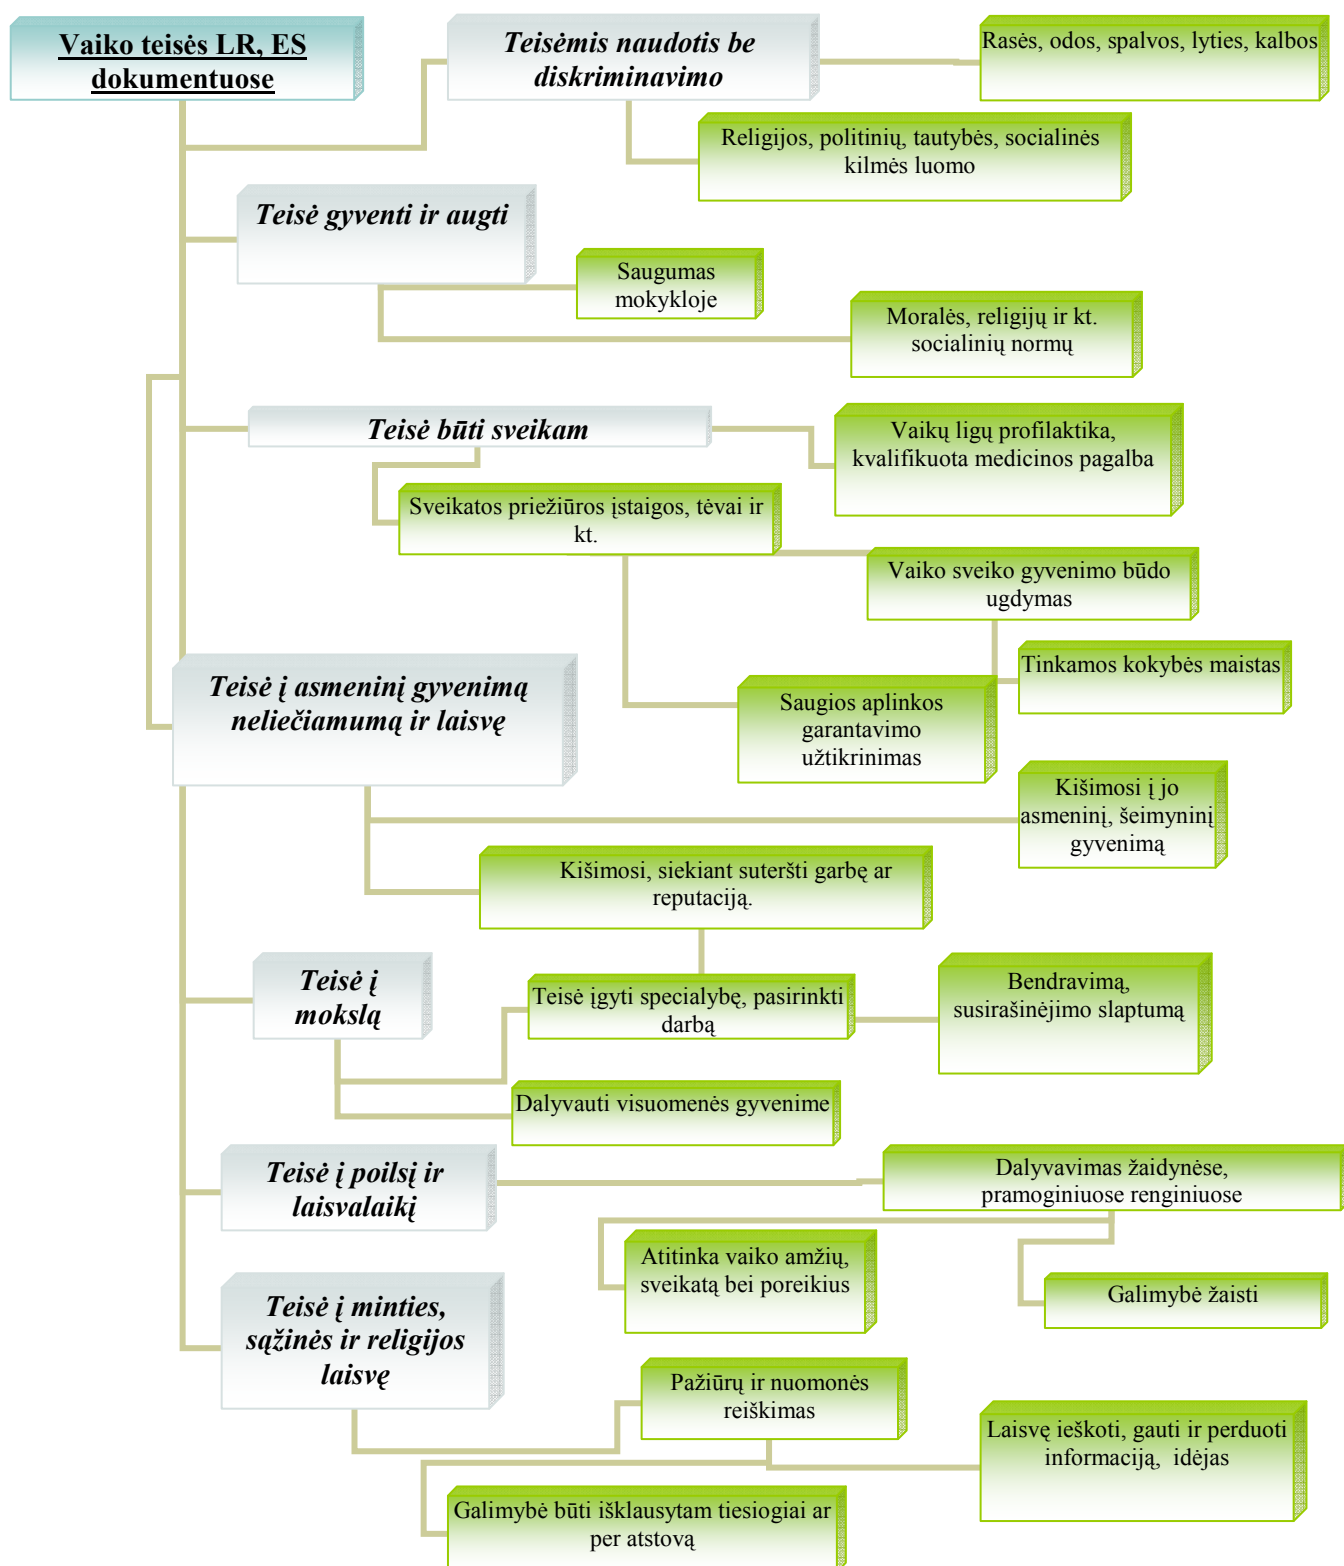 Vaiko teisės LR, ES
dokumentuose
Teisėmis naudotis be
diskriminavimo
Rasės, odos, spalvos, lyties, kalbos
Religijos, politinių, tautybės, socialinės
kilmės luomo
Teisė gyventi ir augti
Saugumas
mokykloje
Moralės, religijų ir kt.
socialinių normų
Teisė būti sveikam
Vaikų ligų profilaktika,
kvalifikuota medicinos pagalba
Sveikatos priežiūros įstaigos, tėvai ir
kt.
Vaiko sveiko gyvenimo būdo
ugdymas
Tinkamos kokybės maistas
Saugios aplinkos
garantavimo
užtikrinimas
Teisė į asmeninį gyvenimą
neliečiamumą ir laisvę
Kišimosi į jo
asmeninį, šeimyninį
gyvenimą
Kišimosi, siekiant suteršti garbę ar
reputaciją.
Teisė į
mokslą
Teisė įgyti specialybę, pasirinkti
darbą
Bendravimą,
susirašinėjimo slaptumą
Dalyvauti visuomenės gyvenime
Teisė į poilsį ir
laisvalaikį
Dalyvavimas žaidynėse,
pramoginiuose renginiuose
Atitinka vaiko amžių,
sveikatą bei poreikius
Galimybė žaisti
Teisė į minties,
sąžinės ir religijos
laisvę
Pažiūrų ir nuomonės
reiškimas
Laisvę ieškoti, gauti ir perduoti
informaciją, idėjas
Galimybė būti išklausytam tiesiogiai ar
per atstovą